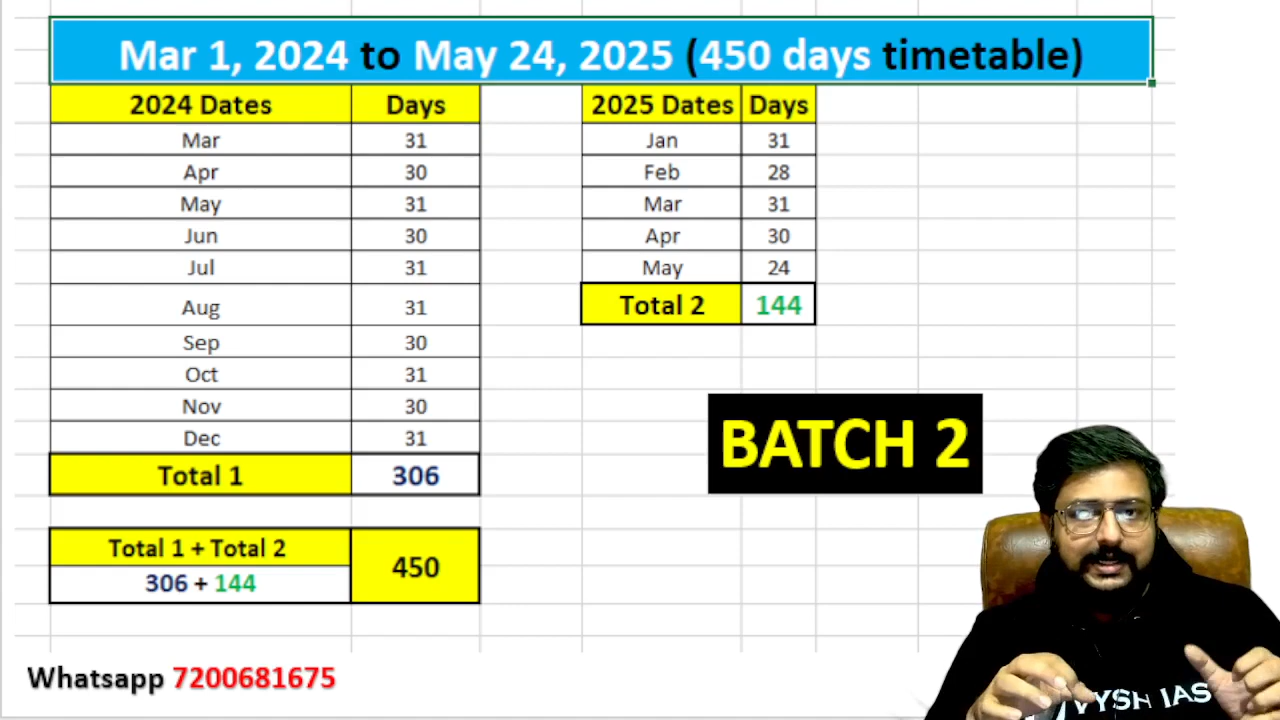 Mar 1, 2024 to May 24, 2025 (450 days timetable)
2024 Dates Days
Mar 31
Apr 30
May 31
Jun 30
Jul 31
Aug 31
Sep 30
Oct 31
Nov 30
Dec 31
Total 1 306
Total 1 + Total 2 450
306 + 144
2025 Dates Days
Jan 31
Feb 28
Mar 31
Apr 30
May 24
Total 2 144
BATCH 2
VYSH IAS
Whatsapp 7200681675